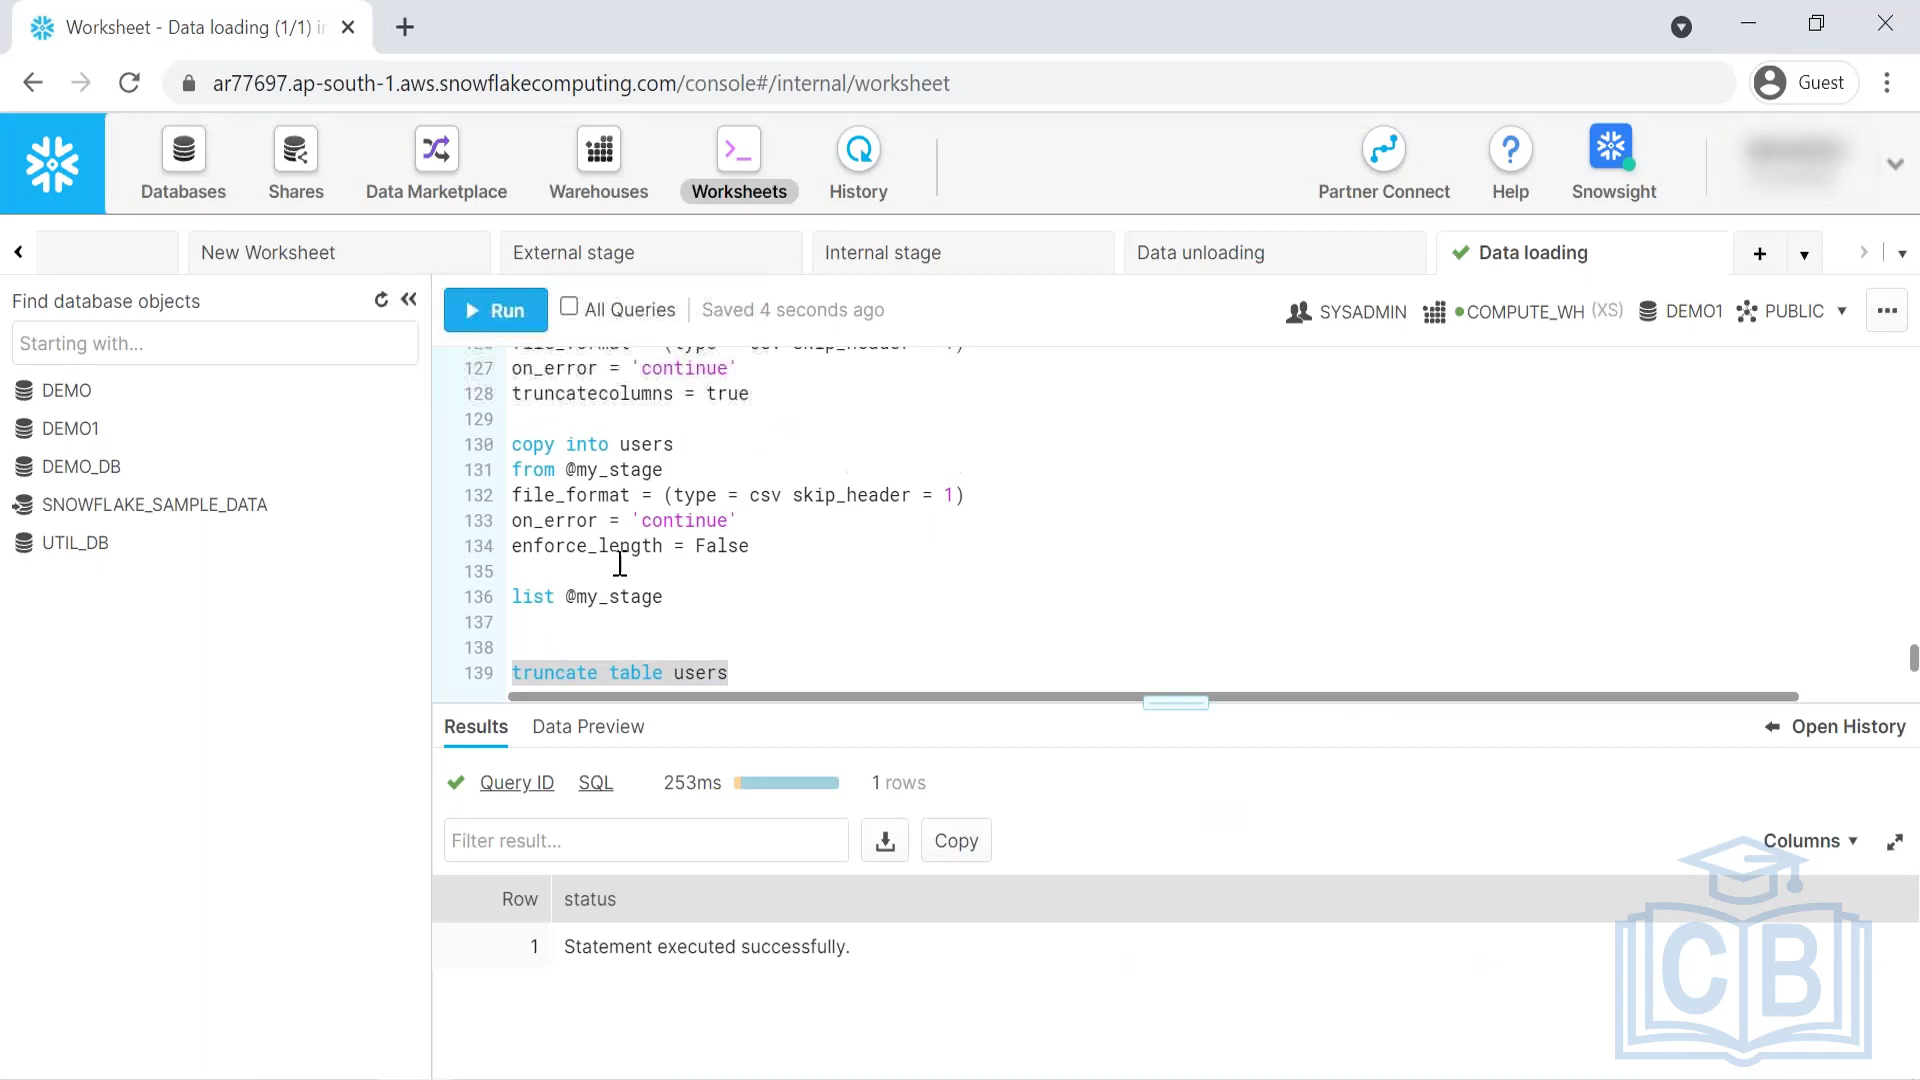 Worksheet - Data loading (1/1) i
ar77697.ap-south-1.aws.snowflakecomputing.com/console#/internal/worksheet
Guest
Databases
Shares
Data Marketplace
Warehouses
Worksheets
History
Partner Connect
Help
Snowsight
New Worksheet
External stage
Internal stage
Data unloading
Data loading
Find database objects
Starting with...
DEMO
DEMO1
DEMO_DB
SNOWFLAKE_SAMPLE_DATA
UTIL_DB
Run
All Queries
Saved 4 seconds ago
SYSADMIN
COMPUTE_WH (XS)
DEMO1
PUBLIC
127 on_error = 'continue'
128 truncatecolumns = true
129
130 copy into users
131 from @my_stage
132 file_format = (type = csv skip_header = 1)
133 on_error = 'continue'
134 enforce_length = False
135
136 list @my_stage
137
138
139 truncate table users
Results
Data Preview
Open History
Query ID
SQL
253ms
1 rows
Filter result...
Copy
Columns
Row status
1 Statement executed successfully.
CB